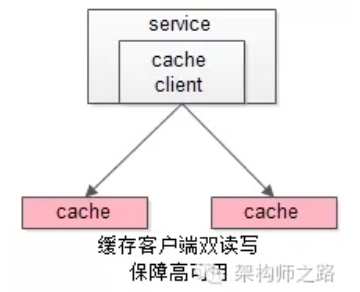 service
cache
client
cache cache
缓存客户端双读写
保障高可用
架构师之路